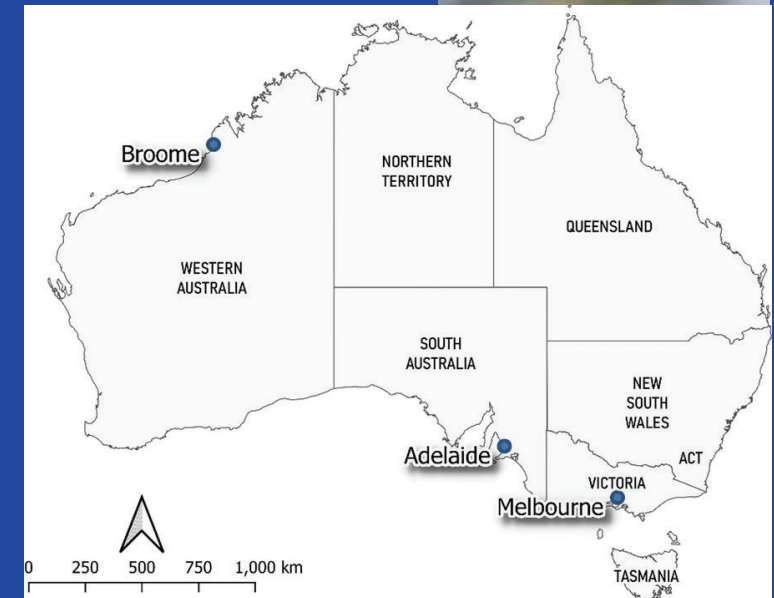 Broome
NORTHERN
TERRITORY
QUEENSLAND
WESTERN
AUSTRALIA
SOUTH
AUSTRALIA
NEW
SOUTH
WALES
Adelaide
ACT
VICTORIA
Melbourne
0 250 500 750 1,000 km
TASMANIA